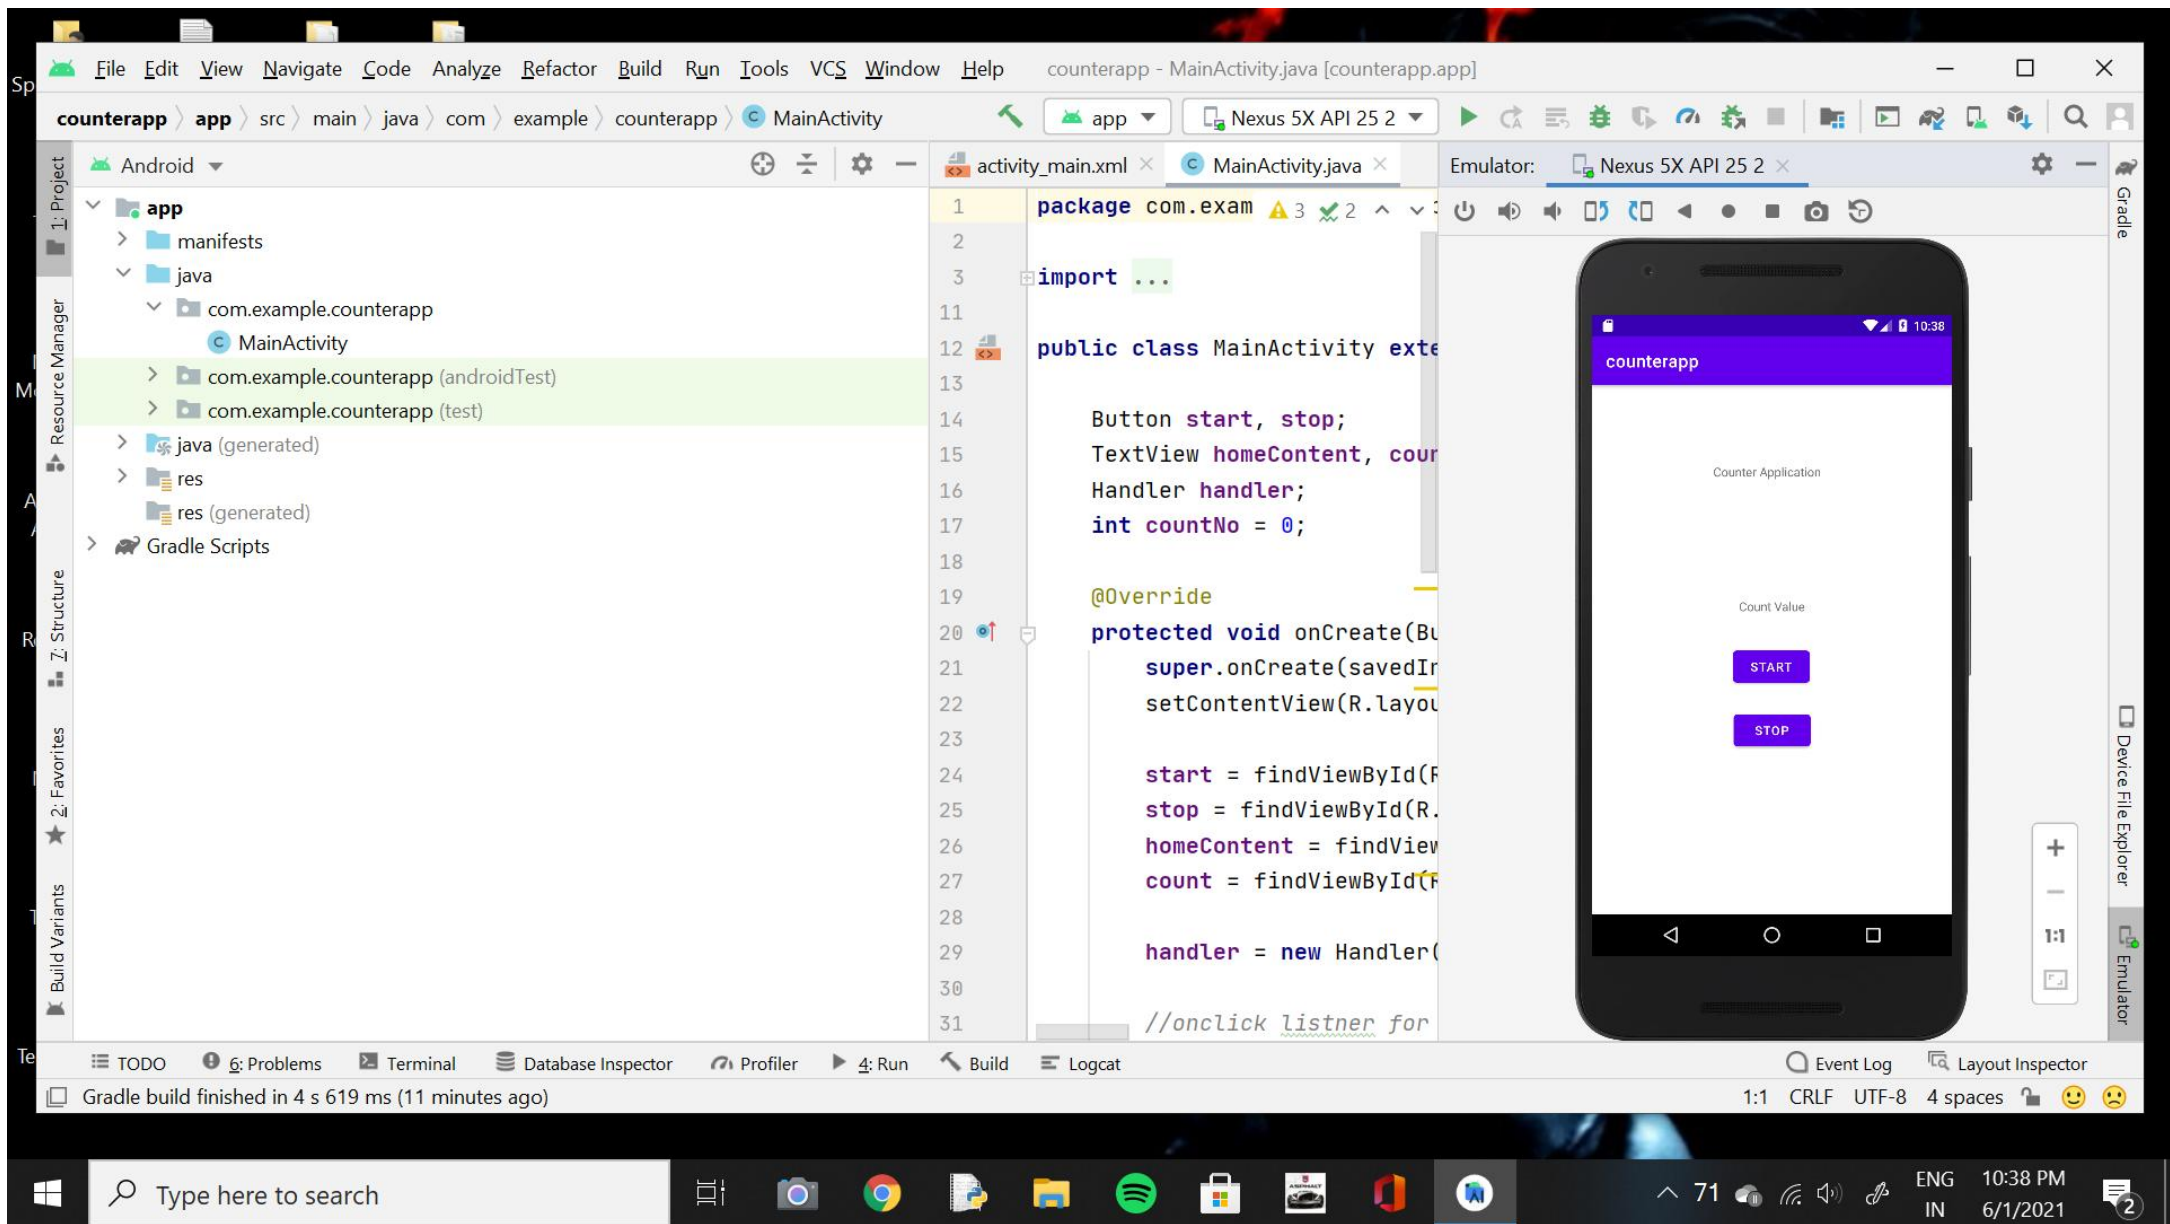 File Edit View Navigate Code Analyze Refactor Build Run Tools VCS Window Help counterapp - MainActivity.java [counterapp.app]
counterapp app src main java com example counterapp MainActivity app Nexus 5X API 25 2
Android
activity_main.xml MainActivity.java
Emulator: Nexus 5X API 25 2
1: Project
Resource Manager
7: Structure
2: Favorites
Build Variants
app
manifests
java
com.example.counterapp
MainActivity
com.example.counterapp (androidTest)
com.example.counterapp (test)
java (generated)
res
res (generated)
Gradle Scripts
1 package com.exam 3 2
2
3 import ...
11
12 public class MainActivity exte
13
14 Button start, stop;
15 TextView homeContent, cour
16 Handler handler;
17 int countNo = 0;
18
19 @Override
20 protected void onCreate(Bu
21 super.onCreate(savedIn
22 setContentView(R.layou
23
24 start = findViewById(R
25 stop = findViewById(R.
26 homeContent = findView
27 count = findViewById(R
28
29 handler = new Handler(
30
31 //onclick listner for
10:38
counterapp
Counter Application
Count Value
START
STOP
1:1
Gradle
Device File Explorer
Emulator
TODO 6: Problems Terminal Database Inspector Profiler 4: Run Build Logcat Event Log Layout Inspector
Gradle build finished in 4 s 619 ms (11 minutes ago) 1:1 CRLF UTF-8 4 spaces
Type here to search
71
ENG
IN
10:38 PM
6/1/2021
2